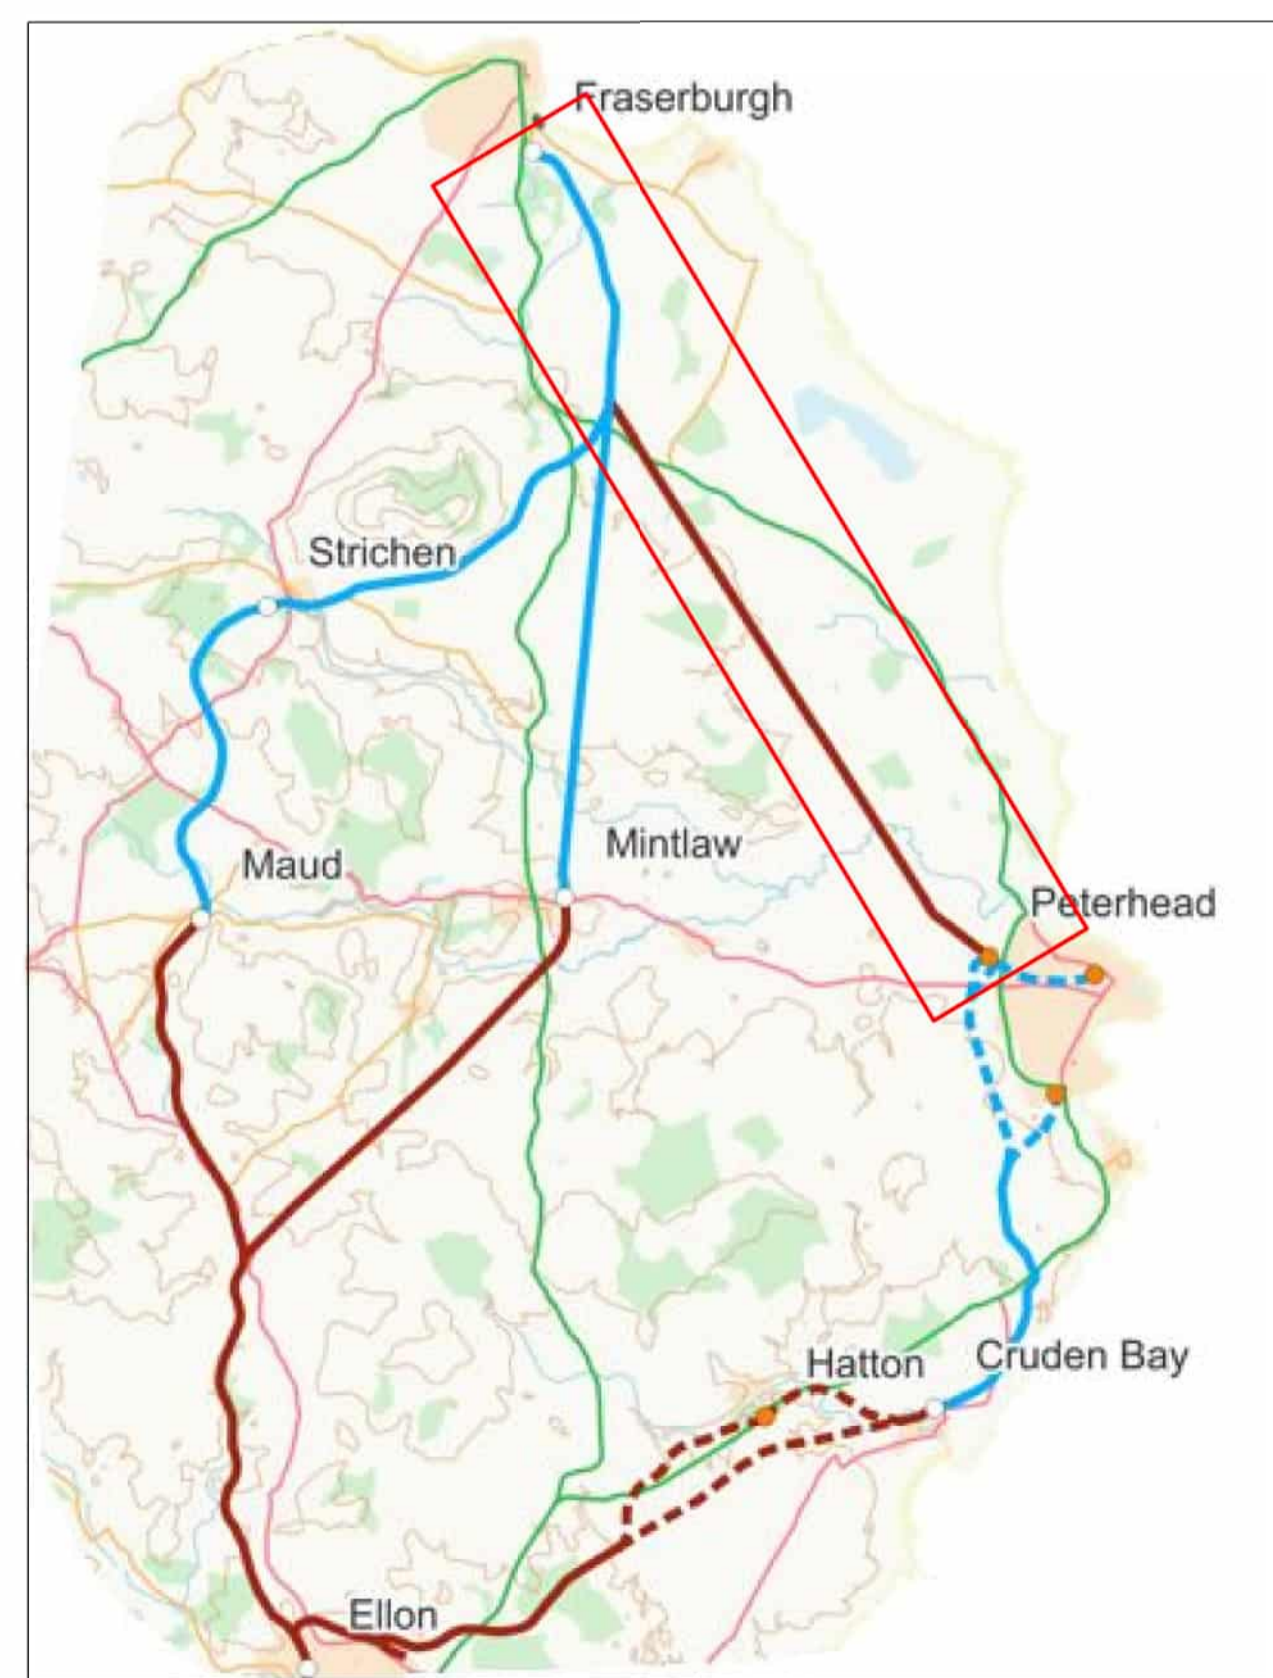 Fraserburgh
Strichen
Mintlaw
Maud
Peterhead
Hatton
Cruden Bay
Ellon